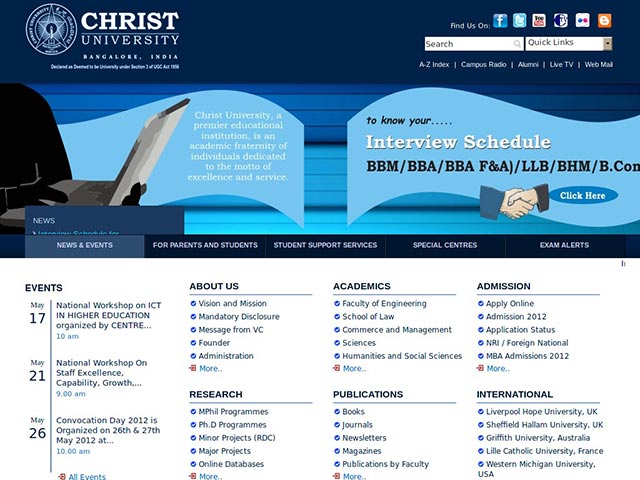 CHRIST
UNIVERSITY
BANGALORE, INDIA
Declared as Deemed to be University under Section 3 of UGC Act 1956
Find Us On:
Search
Quick Links
A-Z Index | Campus Radio | Alumni | Live TV | Web Mail
Christ University, a
premier educational
institution, is an
academic fraternity of
individuals dedicated
to the motto of
excellence and service.
to know your.....
Interview Schedule
BBM/BBA/BBA F&A)/LLB/BHM/B.Com
Click Here
NEWS
Interview Schedule for
NEWS & EVENTS
FOR PARENTS AND STUDENTS
STUDENT SUPPORT SERVICES
SPECIAL CENTRES
EXAM ALERTS
EVENTS
May
17
National Workshop on ICT
IN HIGHER EDUCATION
organized by CENTRE...
10 am
May
21
National Workshop On
Staff Excellence,
Capability, Growth,...
9.00 am
May
26
Convocation Day 2012 is
Organized on 26th & 27th
May 2012 at...
10.00 am
All Events
ABOUT US
Vision and Mission
Mandatory Disclosure
Message from VC
Founder
Administration
More..
ACADEMICS
Faculty of Engineering
School of Law
Commerce and Management
Sciences
Humanities and Social Sciences
More..
ADMISSION
Apply Online
Admission 2012
Application Status
NRI / Foreign National
MBA Admissions 2012
More..
RESEARCH
MPhil Programmes
Ph.D Programmes
Minor Projects (RDC)
Major Projects
Online Databases
More..
PUBLICATIONS
Books
Journals
Newsletters
Magazines
Publications by Faculty
More..
INTERNATIONAL
Liverpool Hope University, UK
Sheffield Hallam University, UK
Griffith University, Australia
Lille Catholic University, France
Western Michigan University,
USA